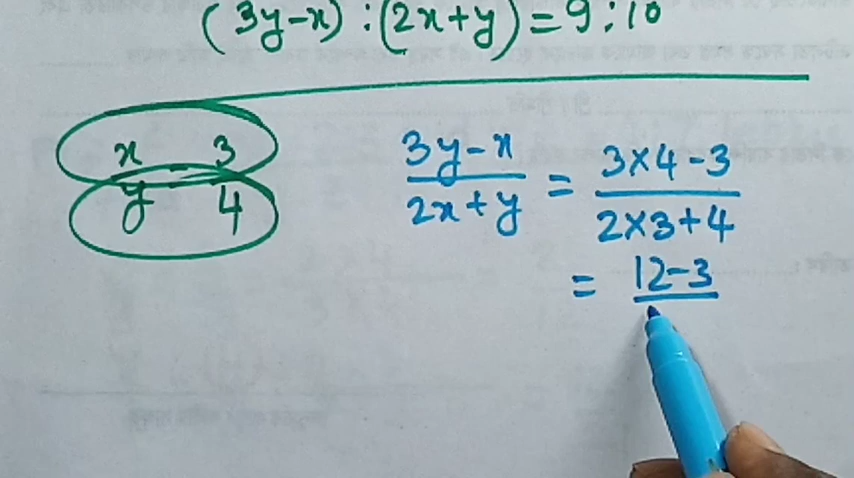 (3y-x):(2x+y)=9:10
x 3
y 4
3y-x / 2x+y = 3×4-3 / 2×3+4
= 12-3